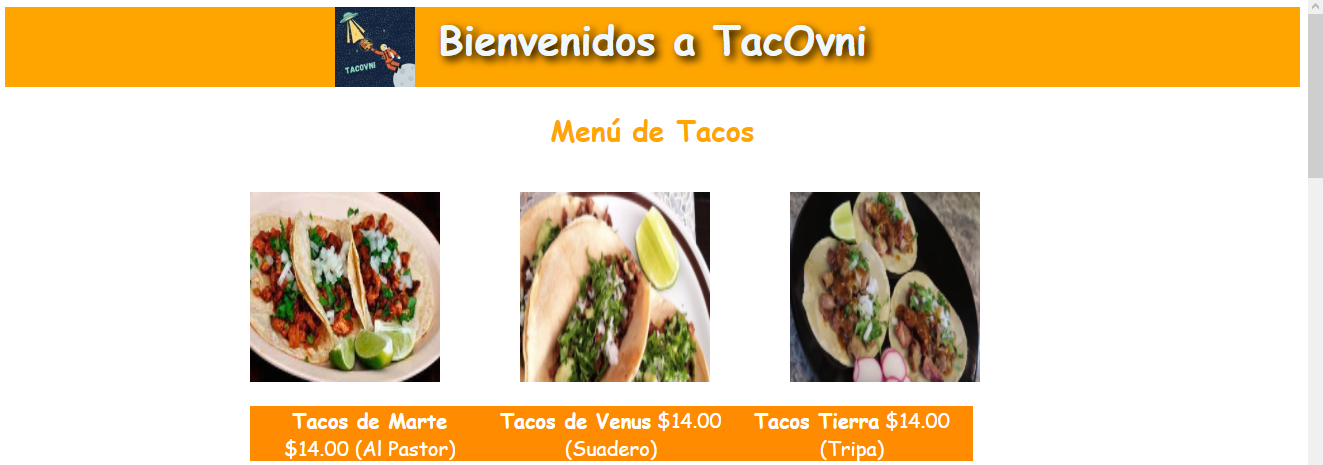 TACOVNI
Bienvenidos a TacOvni
Menú de Tacos
Tacos de Marte
$14.00 (Al Pastor)
Tacos de Venus $14.00
(Suadero)
Tacos Tierra $14.00
(Tripa)